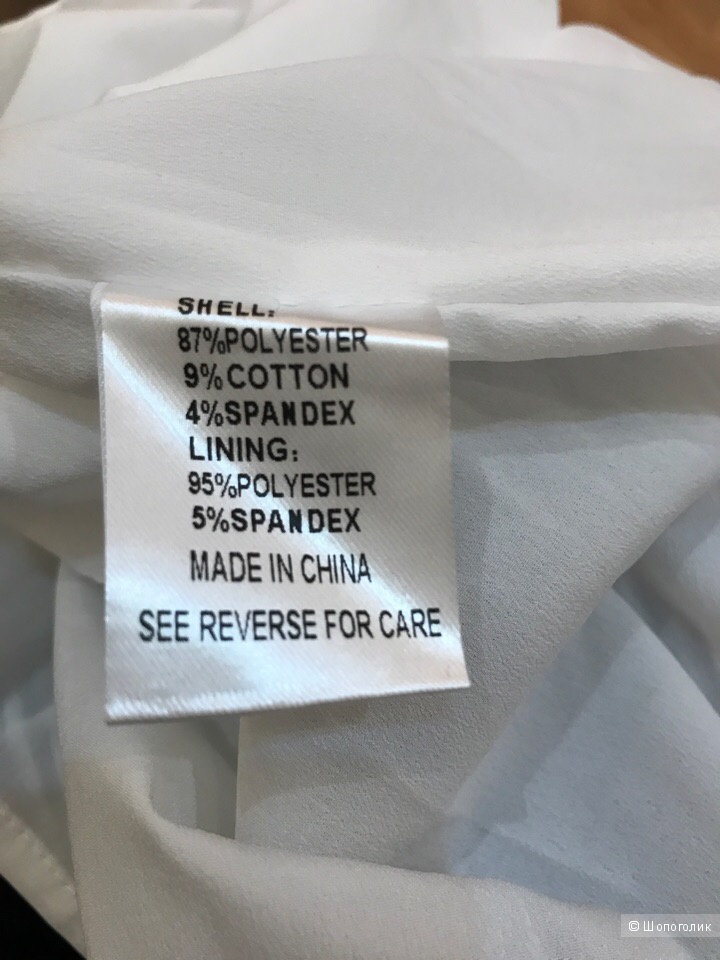 SHELL:
87%POLYESTER
9%COTTON
4%SPANDEX
LINING:
95%POLYESTER
5%SPANDEX
MADE IN CHINA
SEE REVERSE FOR CARE
© Шопоголик